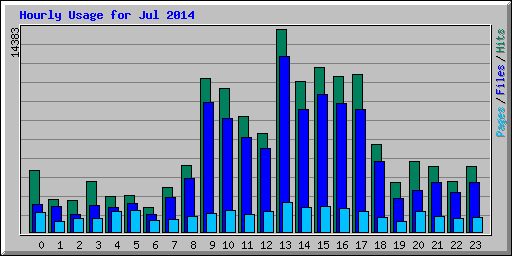 Hourly Usage for Jul 2014
14383
Pages/Files/Hits
0 1 2 3 4 5 6 7 8 9 10 11 12 13 14 15 16 17 18 19 20 21 22 23